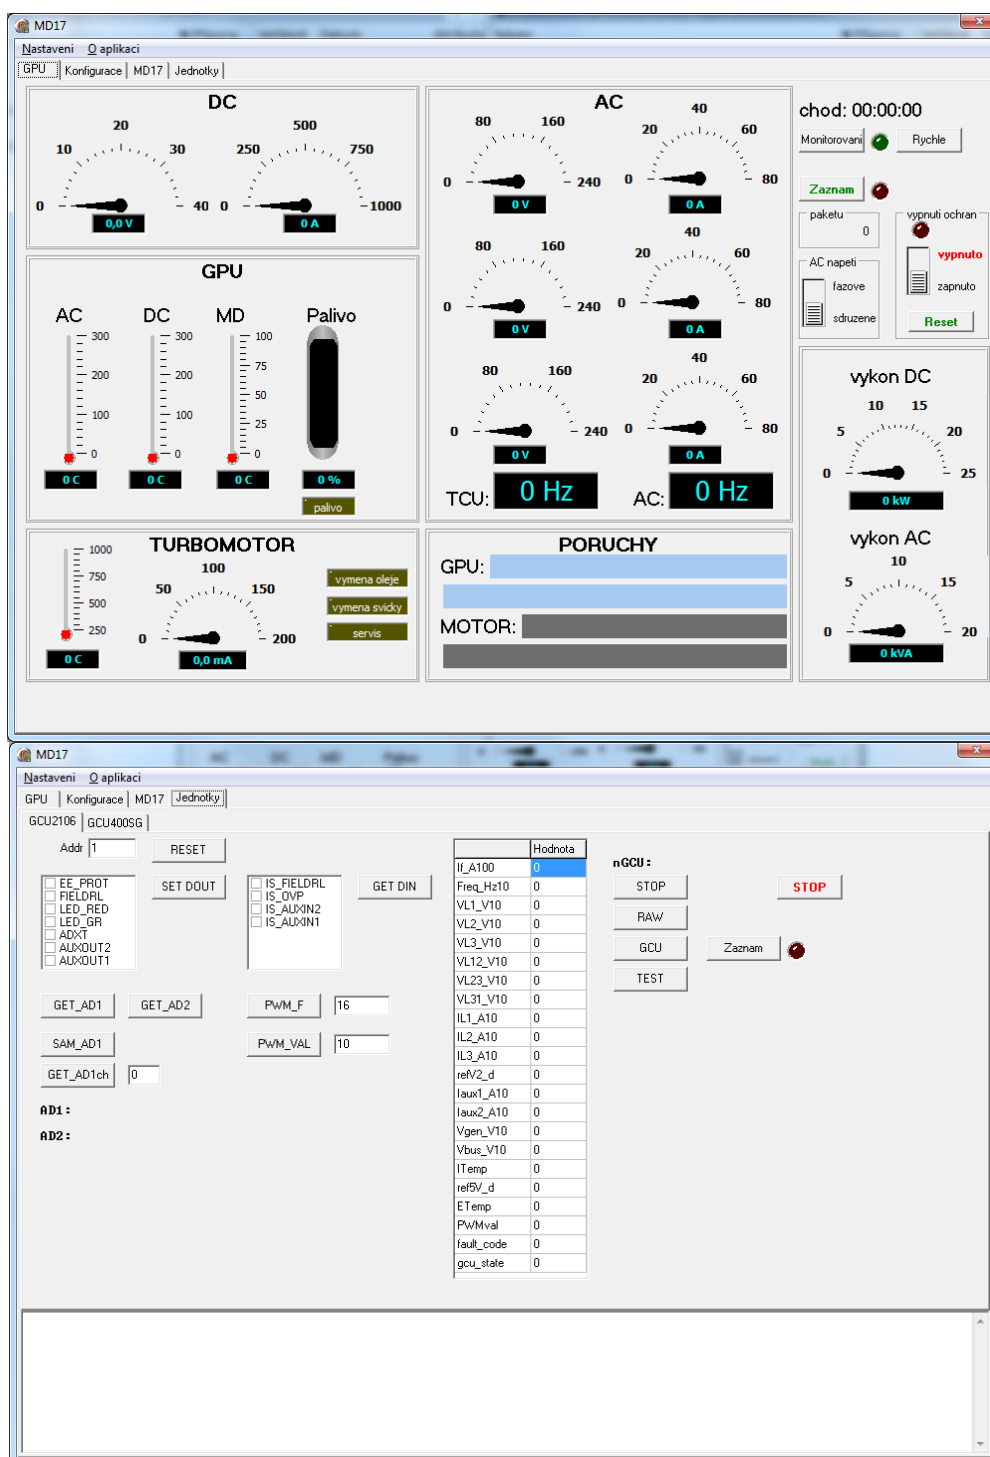 MD17
Nastaveni O aplikaci
GPU Konfigurace MD17 Jednotky
DC
20
10 30
0 40
0,0 V
500
250 750
0 1000
0 A
AC
80 160
0 240
0 V
40
20 60
0 80
0 A
80 160
0 240
0 V
40
20 60
0 80
0 A
80 160
0 240
0 V
40
20 60
0 80
0 A
TCU: 0 Hz AC: 0 Hz
chod: 00:00:00
Monitorovani Rychle
Zaznam
paketu
0
vypnuti ochran
vypnuto
zapnuto
Reset
AC napeti
fazove
sdruzene
GPU
AC DC MD Palivo
300 300 100
75
200 200
50
100 100
25
0 0 0
0 C 0 C 0 C 0 %
palivo
vykon DC
10 15
5 20
0 25
0 kW
vykon AC
10
5 15
0 20
0 kVA
TURBOMOTOR
1000
750
500
250
0 C
100
50 150
0 200
0,0 mA
vymena oleje
vymena svicky
servis
PORUCHY
GPU:
MOTOR:
MD17
Nastaveni O aplikaci
GPU Konfigurace MD17 Jednotky
GCU2106 GCU400SG
Addr 1 RESET
EE_PROT
FIELDRL
LED_RED
LED_GR
ADXT
AUXOUT2
AUXOUT1
SET DOUT
IS_FIELDRL
IS_OVP
IS_AUXIN2
IS_AUXIN1
GET DIN
GET_AD1 GET_AD2 PWM_F 16
SAM_AD1 PWM_VAL 10
GET_AD1ch 0
AD1:
AD2:
Hodnota
If_A100 0
Freq_Hz10 0
VL1_V10 0
VL2_V10 0
VL3_V10 0
VL12_V10 0
VL23_V10 0
VL31_V10 0
IL1_A10 0
IL2_A10 0
IL3_A10 0
refV2_d 0
Iaux1_A10 0
Iaux2_A10 0
Vgen_V10 0
Vbus_V10 0
ITemp 0
ref5V_d 0
ETemp 0
PWMval 0
fault_code 0
gcu_state 0
nGCU:
STOP STOP
RAW
GCU Zaznam
TEST